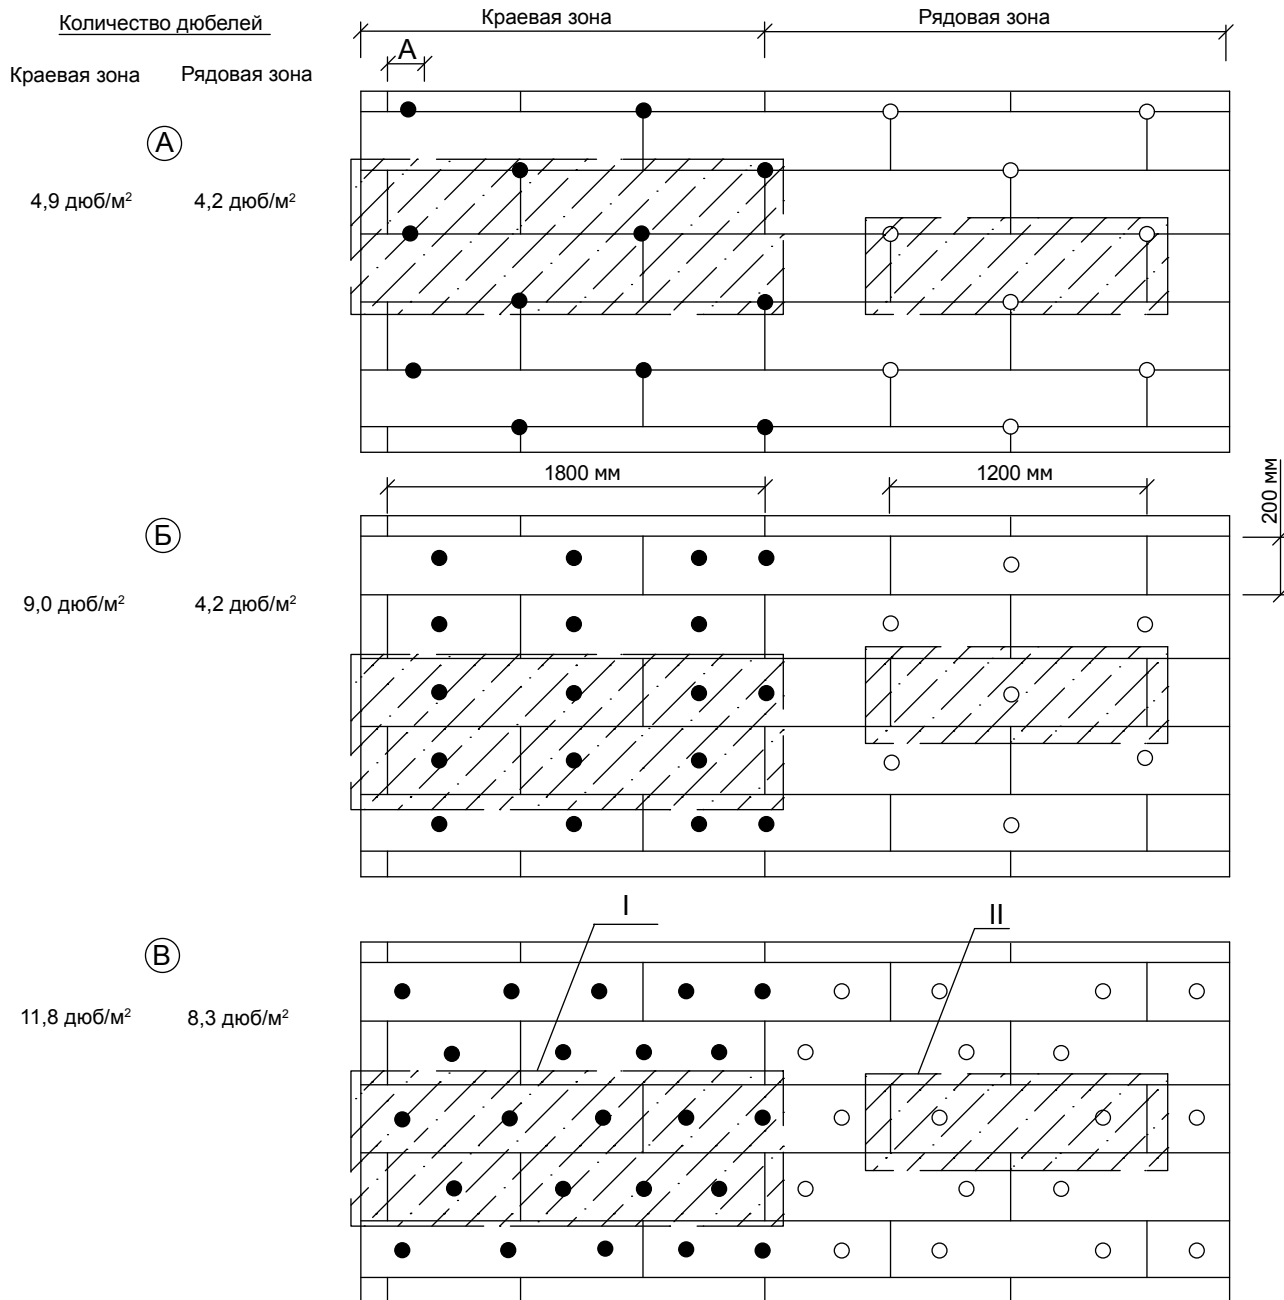 Количество дюбелей
Краевая зона Рядовая зона
Краевая зона Рядовая зона
А
А
4,9 дюб/м² 4,2 дюб/м²
1800 мм 1200 мм
200 мм
Б
9,0 дюб/м² 4,2 дюб/м²
I II
В
11,8 дюб/м² 8,3 дюб/м²